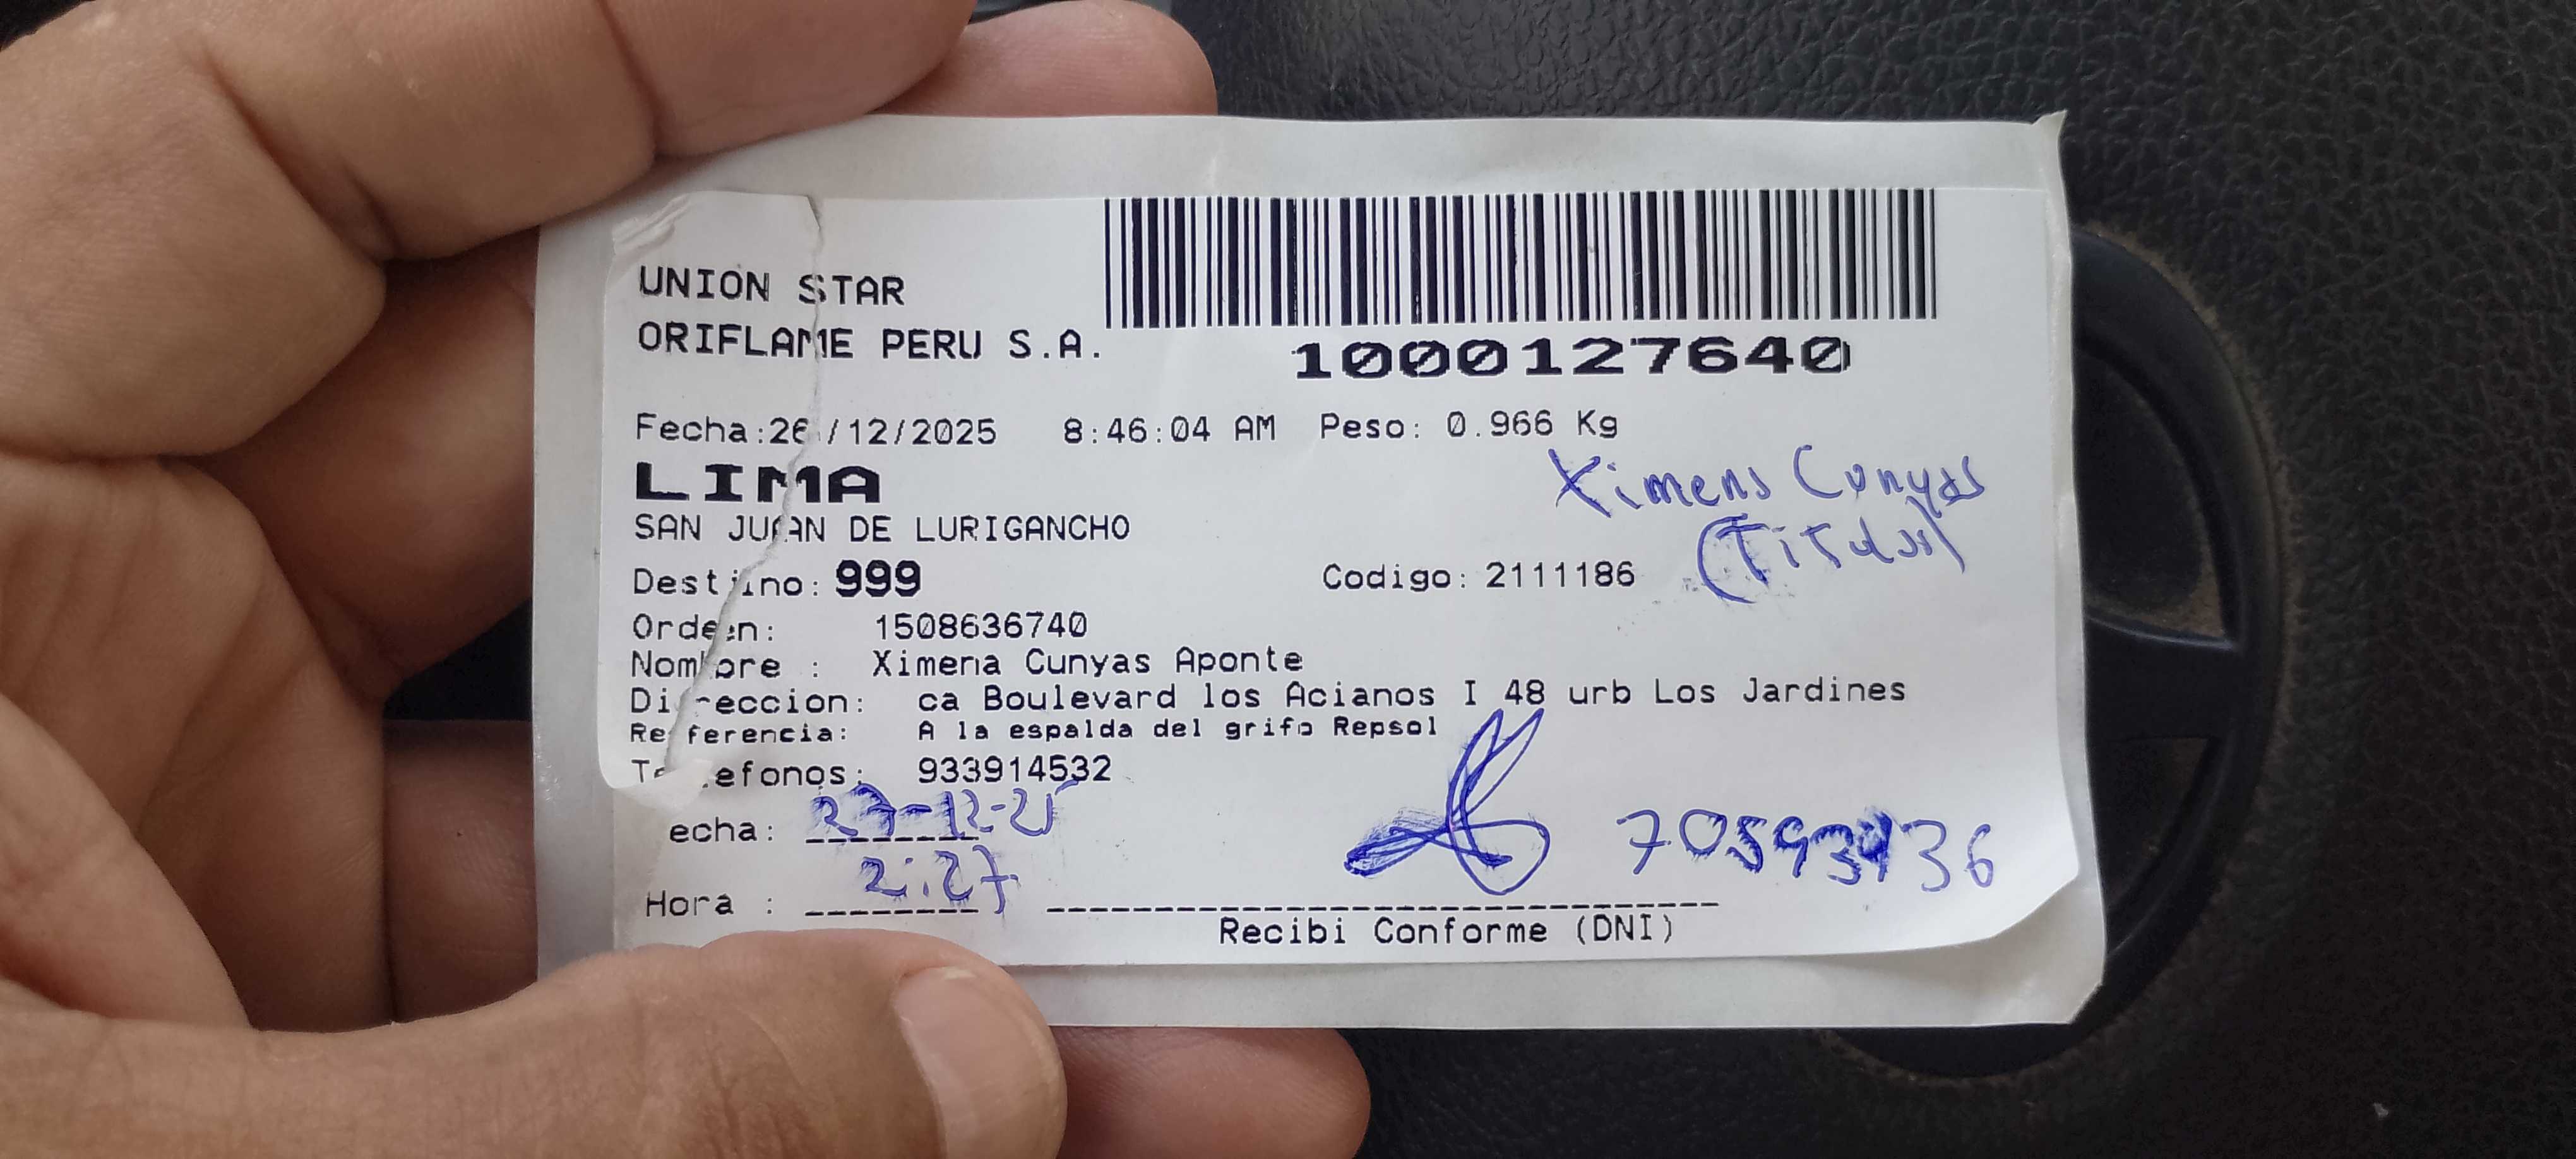 UNION STAR
ORIFLAME PERU S.A.
1000127640
Fecha:26/12/2025 8:46:04 AM Peso: 0.966 Kg
LIMA
Ximena Cunyas
SAN JUAN DE LURIGANCHO
(Titular)
Destino: 999 Codigo: 2111186
Orden: 1508636740
Nombre : Ximena Cunyas Aponte
Direccion: ca Boulevard los Acianos I 48 urb Los Jardines
Referencia: A la espalda del grifo Repsol
Telefonos: 933914532
echa: 27-12-25
Hora : 2:27
Recibi Conforme (DNI)